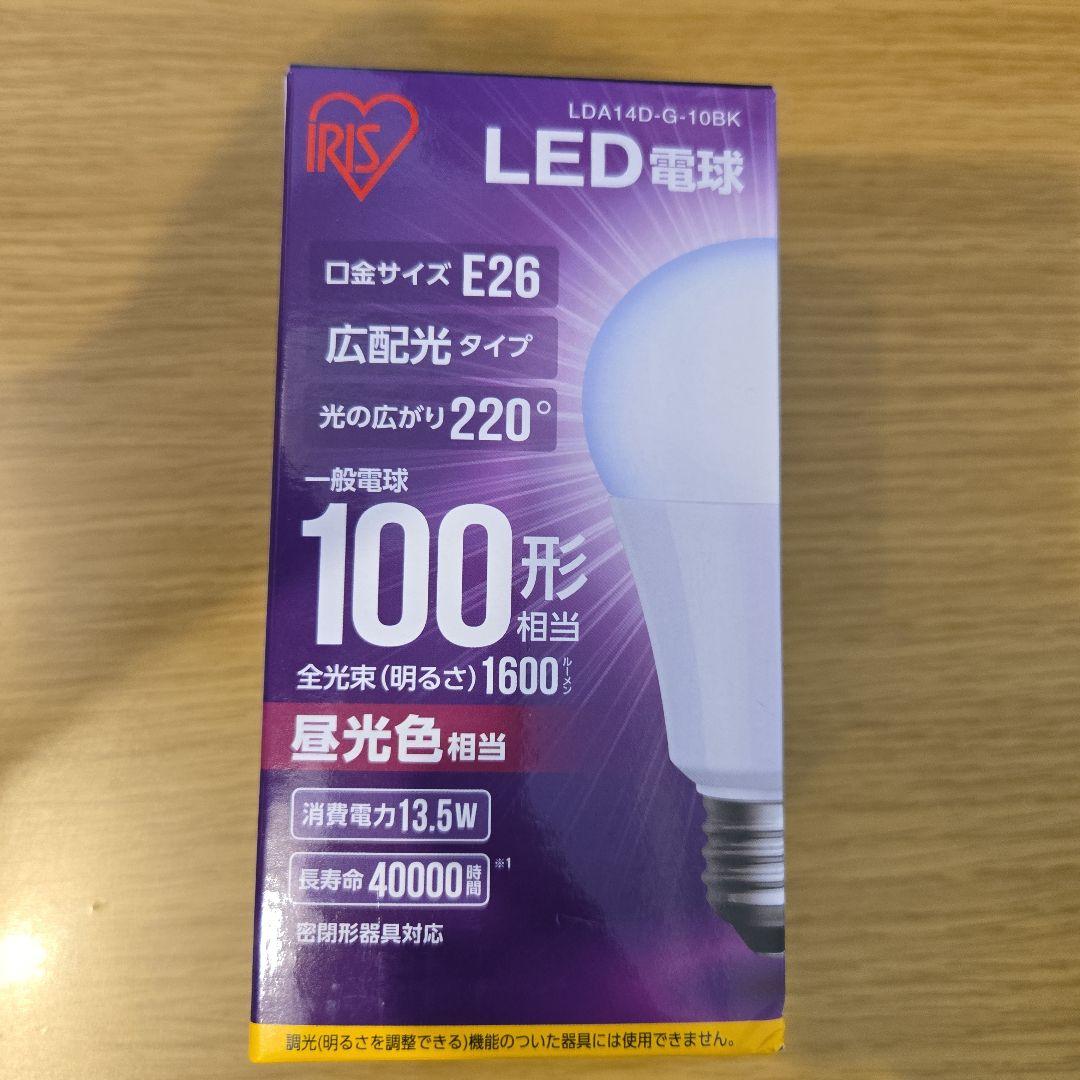 IRIS
LDA14D-G-10BK
LED電球
口金サイズ E26
広配光タイプ
光の広がり 220°
一般電球
100形
相当
全光束(明るさ)1600ルーメン
昼光色相当
消費電力13.5W
長寿命 40000時間 ※1
密閉形器具対応
調光(明るさを調整できる)機能のついた器具には使用できません。